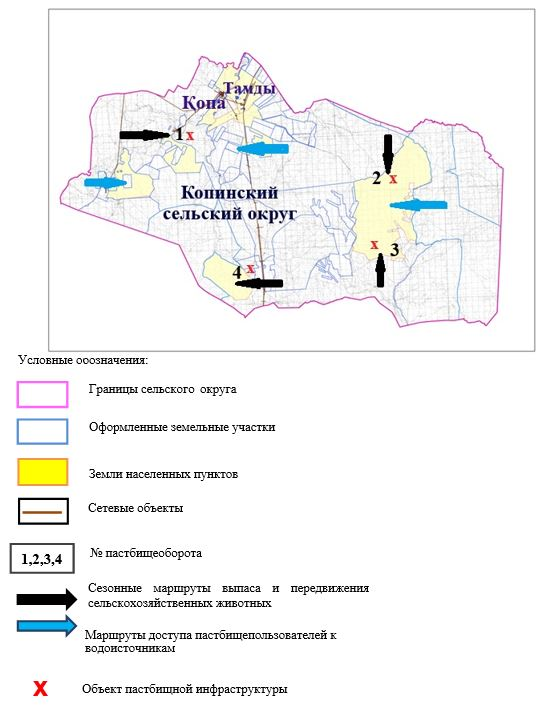 Тамды
Копа
1
x
2
x
Копинский
сельский округ
x
3
4
x
Условные ооозначения:
Границы сельского округа
Оформленные земельные участки
Земли населенных пунктов
Сетевые объекты
1,2,3,4
№ пастбищеоборота
Сезонные маршруты выпаса и передвижения
сельскохозяйственных животных
Маршруты доступа пастбищепользователей к
водоисточникам
X
Объект пастбищной инфраструктуры